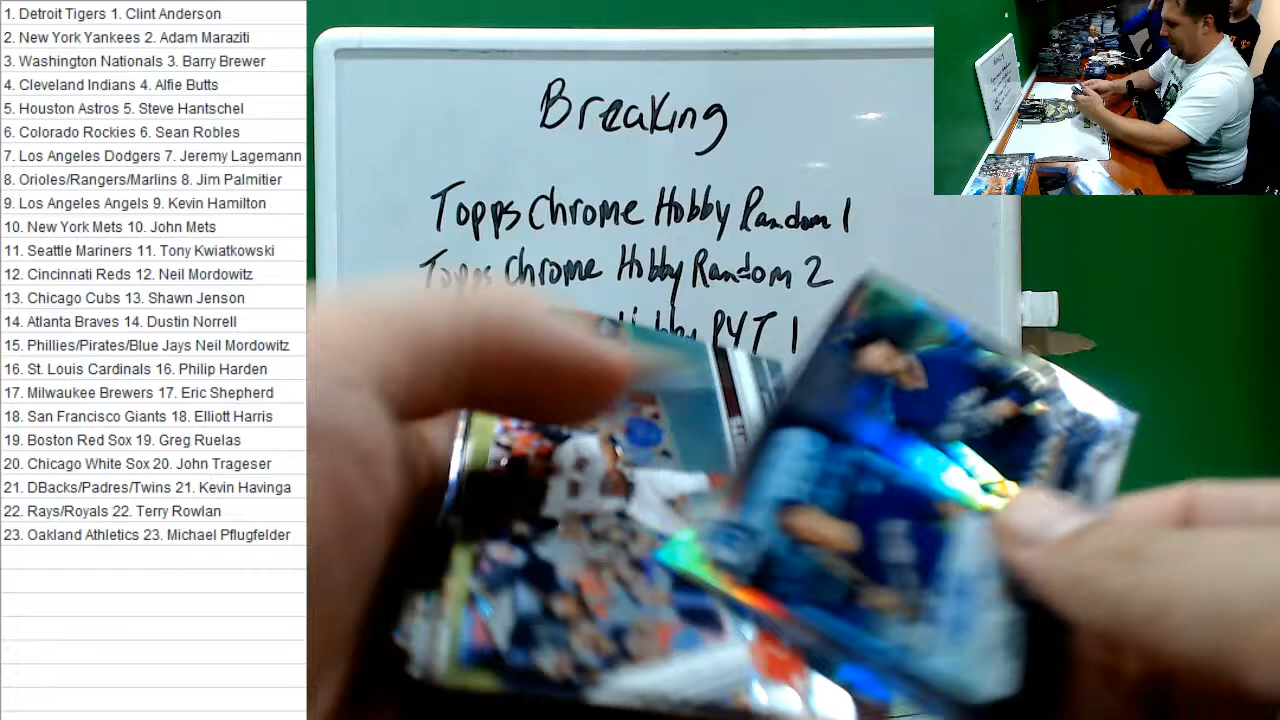 1. Detroit Tigers 1. Clint Anderson
2. New York Yankees 2. Adam Maraziti
3. Washington Nationals 3. Barry Brewer
4. Cleveland Indians 4. Alfie Butts
5. Houston Astros 5. Steve Hantschel
6. Colorado Rockies 6. Sean Robles
7. Los Angeles Dodgers 7. Jeremy Lagemann
8. Orioles/Rangers/Marlins 8. Jim Palmitier
9. Los Angeles Angels 9. Kevin Hamilton
10. New York Mets 10. John Mets
11. Seattle Mariners 11. Tony Kwiatkowski
12. Cincinnati Reds 12. Neil Mordowitz
13. Chicago Cubs 13. Shawn Jenson
14. Atlanta Braves 14. Dustin Norrell
15. Phillies/Pirates/Blue Jays Neil Mordowitz
16. St. Louis Cardinals 16. Philip Harden
17. Milwaukee Brewers 17. Eric Shepherd
18. San Francisco Giants 18. Elliott Harris
19. Boston Red Sox 19. Greg Ruelas
20. Chicago White Sox 20. John Trageser
21. DBacks/Padres/Twins 21. Kevin Havinga
22. Rays/Royals 22. Terry Rowlan
23. Oakland Athletics 23. Michael Pflugfelder
Breaking
Topps Chrome Hobby Random 1
Topps Chrome Hobby Random 2
Hobby PYT 1